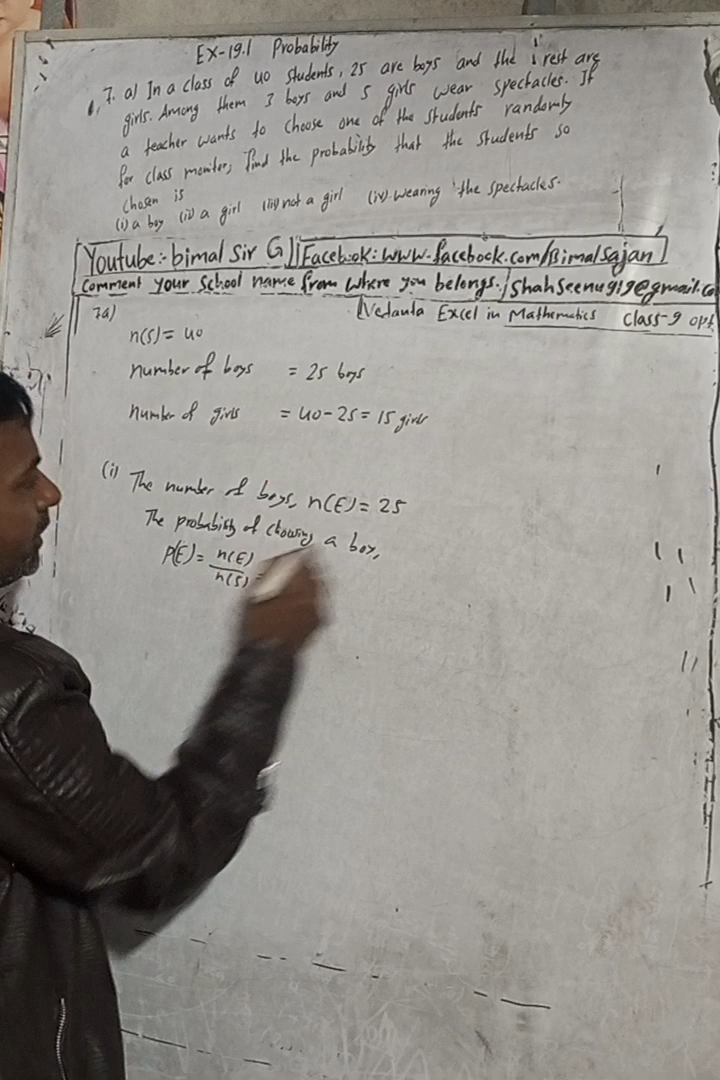 EX-19.1 Probability
7. a) In a class of 40 students, 25 are boys and the rest are
girls. Among them 3 boys and 5 girls wear spectacles. If
a teacher wants to choose one of the students randomly
for class moniter, find the probability that the students so
chosen is
(i) a boy (ii) a girl (iii) not a girl (iv) wearing the spectacles.
Youtube:- bimal Sir G || Facebook: www.facebook.com/Bimalsajan
Comment your School name from where you belongs. / Shahseenu919@gmail.co
7a) Vedanta Excel in Mathematics Class-9 opt
n(S) = 40
number of boys = 25 boys
number of girls = 40-25 = 15 girls
(i) The number of boys, n(E) = 25
The probability of choosing a boy,
P(E) = n(E)
n(S) =